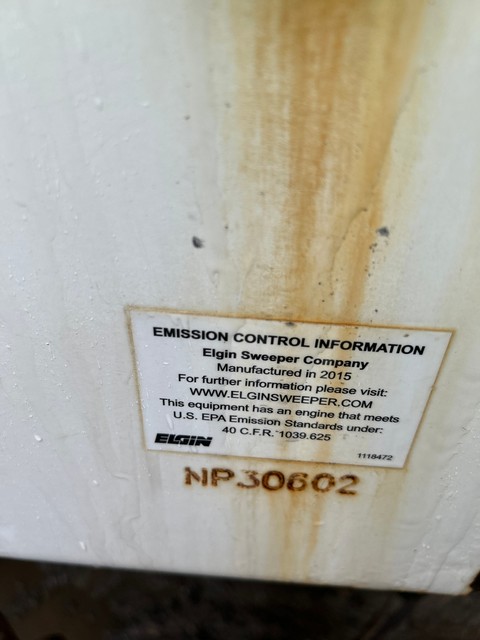 EMISSION CONTROL INFORMATION
Elgin Sweeper Company
Manufactured in 2015
For further information please visit:
WWW.ELGINSWEEPER.COM
This equipment has an engine that meets
U.S. EPA Emission Standards under:
40 C.F.R. 1039.625
ELGIN
1118472
NP30602